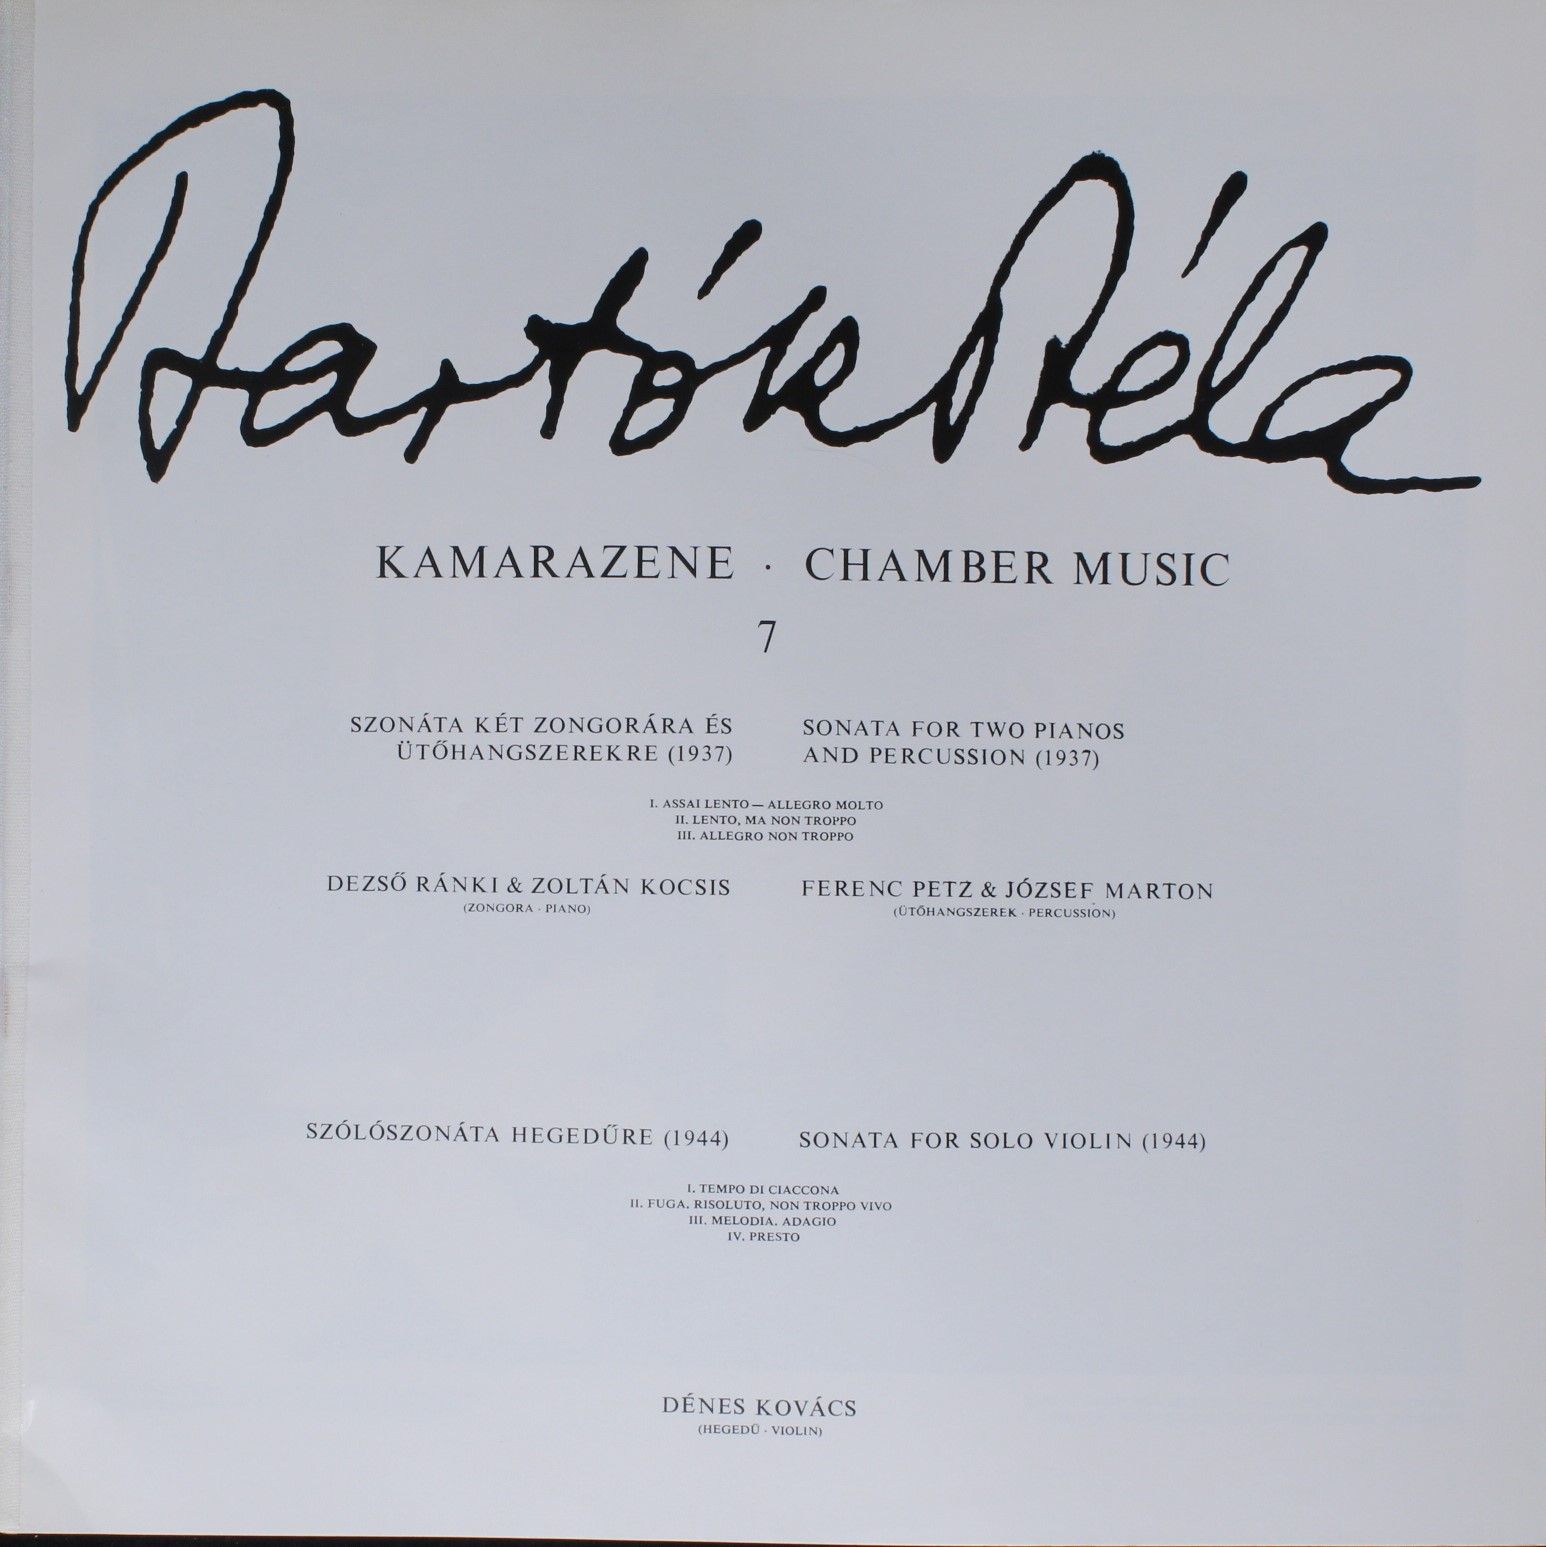 Bartók Béla
KAMARAZENE · CHAMBER MUSIC
7
SZONÁTA KÉT ZONGORÁRA ÉS
ÜTŐHANGSZEREKRE (1937)
SONATA FOR TWO PIANOS
AND PERCUSSION (1937)
I. ASSAI LENTO — ALLEGRO MOLTO
II. LENTO, MA NON TROPPO
III. ALLEGRO NON TROPPO
DEZSŐ RÁNKI & ZOLTÁN KOCSIS
(ZONGORA · PIANO)
FERENC PETZ & JÓZSEF MARTON
(ÜTŐHANGSZEREK · PERCUSSION)
SZÓLÓSZONÁTA HEGEDŰRE (1944)
SONATA FOR SOLO VIOLIN (1944)
I. TEMPO DI CIACCONA
II. FUGA. RISOLUTO, NON TROPPO VIVO
III. MELODIA. ADAGIO
IV. PRESTO
DÉNES KOVÁCS
(HEGEDŰ · VIOLIN)